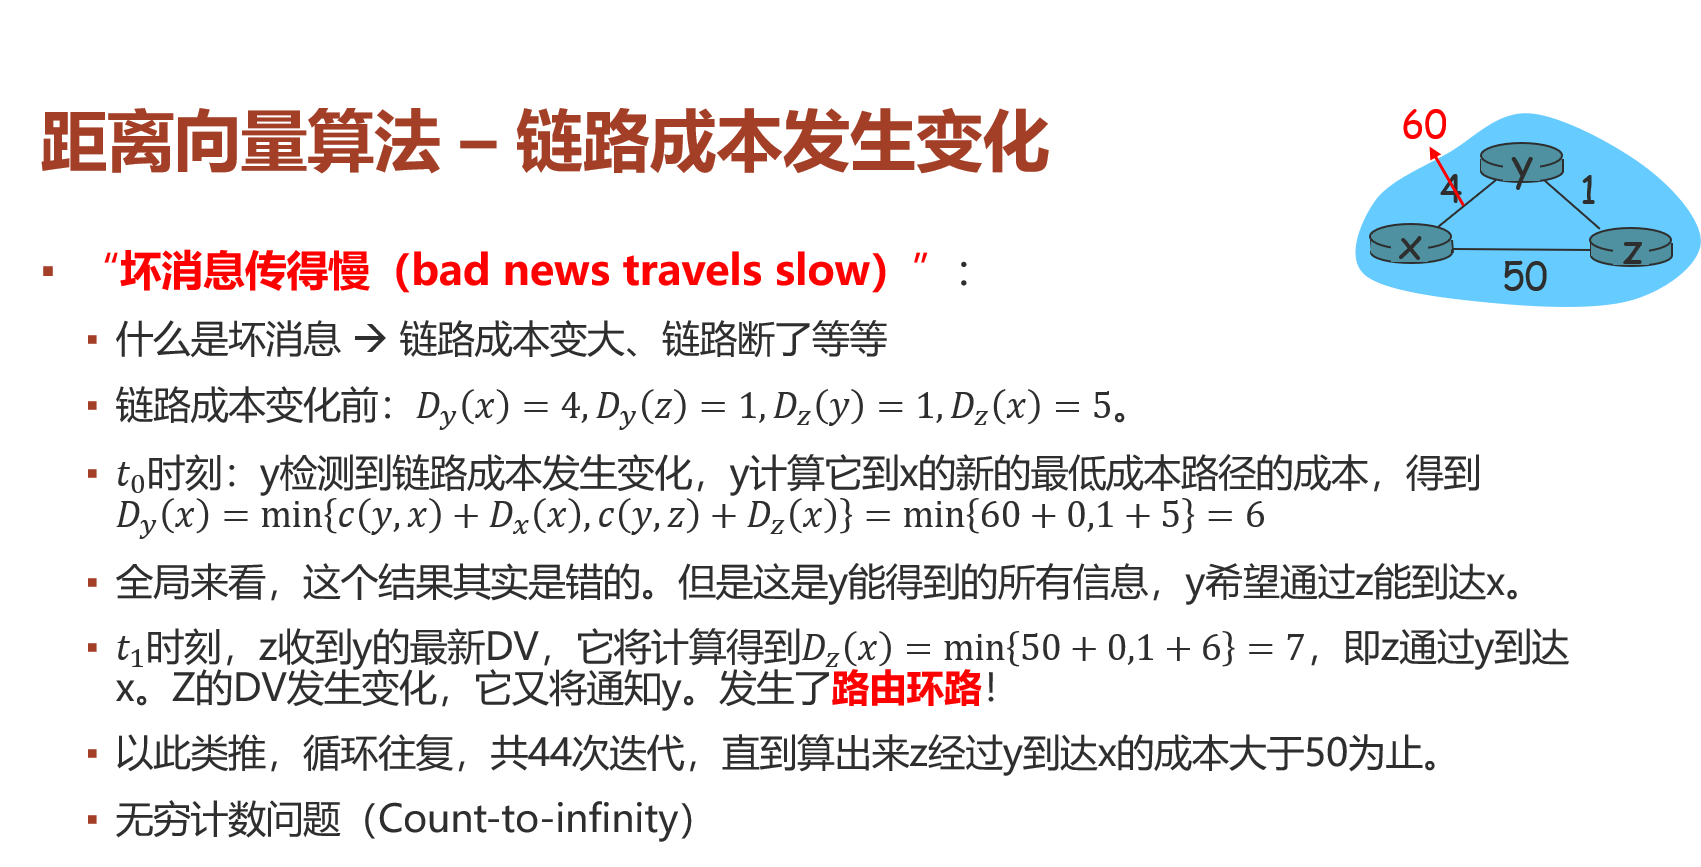 距离向量算法 – 链路成本发生变化
60
y
4
1
x
z
50
▪ “坏消息传得慢（bad news travels slow）”：
▪ 什么是坏消息 → 链路成本变大、链路断了等等
▪ 链路成本变化前：D_y(x) = 4, D_y(z) = 1, D_z(y) = 1, D_z(x) = 5。
▪ t_0时刻：y检测到链路成本发生变化，y计算它到x的新的最低成本路径的成本，得到
D_y(x) = min{c(y, x) + D_x(x), c(y, z) + D_z(x)} = min{60 + 0,1 + 5} = 6
▪ 全局来看，这个结果其实是错的。但是这是y能得到的所有信息，y希望通过z能到达x。
▪ t_1时刻，z收到y的最新DV，它将计算得到D_z(x) = min{50 + 0,1 + 6} = 7，即z通过y到达
x。Z的DV发生变化，它又将通知y。发生了路由环路！
▪ 以此类推，循环往复，共44次迭代，直到算出来z经过y到达x的成本大于50为止。
▪ 无穷计数问题（Count-to-infinity）